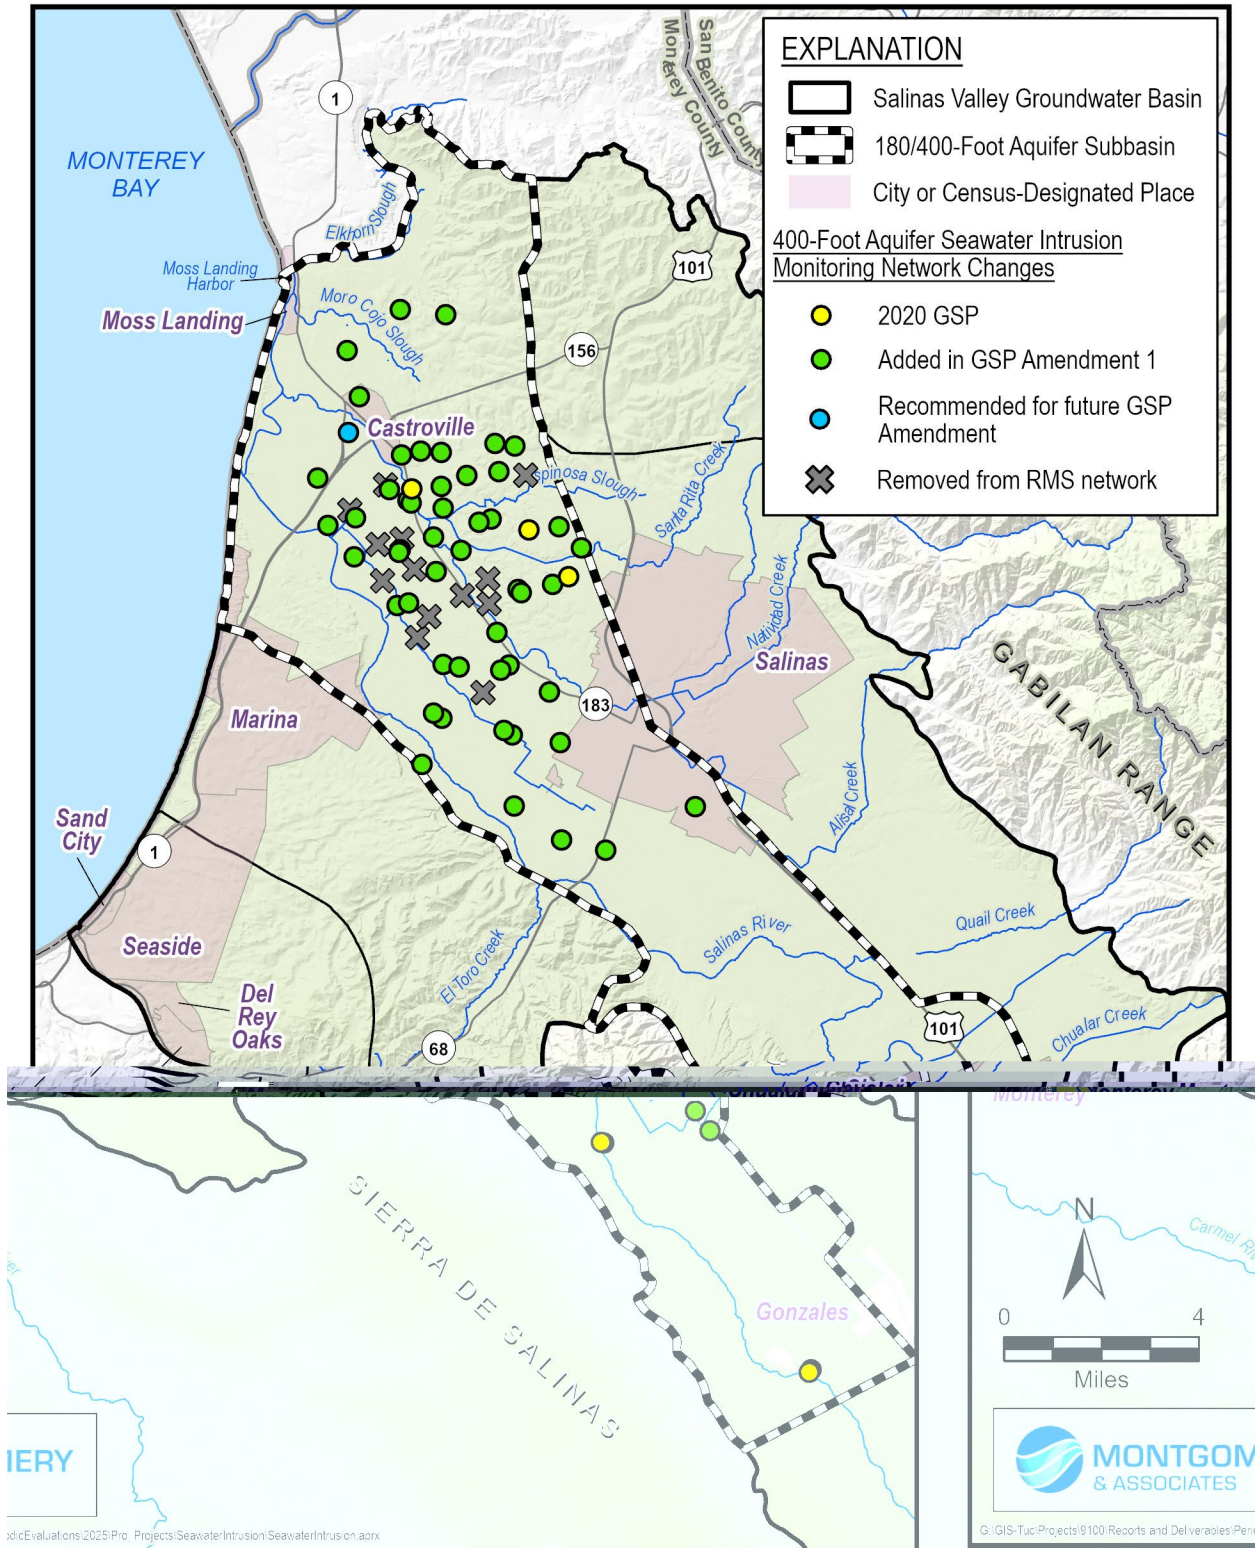 EXPLANATION
Salinas Valley Groundwater Basin
180/400-Foot Aquifer Subbasin
City or Census-Designated Place
400-Foot Aquifer Seawater Intrusion
Monitoring Network Changes
2020 GSP
Added in GSP Amendment 1
Recommended for future GSP
Amendment
Removed from RMS network
San Benito County
Monterey County
1
MONTEREY
BAY
Elkhorn Slough
101
Moss Landing
Harbor
Moro Cojo Slough
Moss Landing
156
Castroville
Santa Rita Creek
Natividad Creek
Salinas
GABILAN RANGE
183
Marina
Alisal Creek
Sand
City
1
Quail Creek
Salinas River
Seaside
El Toro Creek
Del
Rey
Oaks
101
Chualar Creek
68
Monterey
SIERRA DE SALINAS
N
Gonzales
0 4
Miles
MONTGOM
& ASSOCIATES
IERY